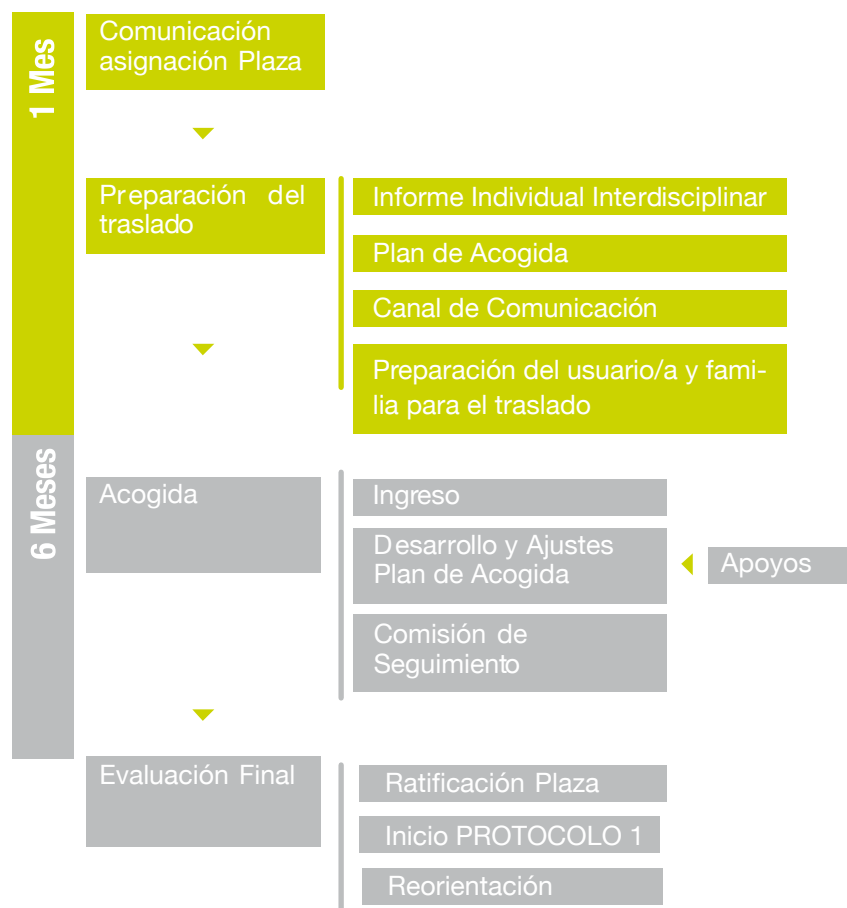 1 Mes
Comunicación
asignación Plaza
Preparación del
traslado
Informe Individual Interdisciplinar
Plan de Acogida
Canal de Comunicación
Preparación del usuario/a y fami-
lia para el traslado
6 Meses
Acogida
Ingreso
Desarrollo y Ajustes
Plan de Acogida
Apoyos
Comisión de
Seguimiento
Evaluación Final
Ratificación Plaza
Inicio PROTOCOLO 1
Reorientación